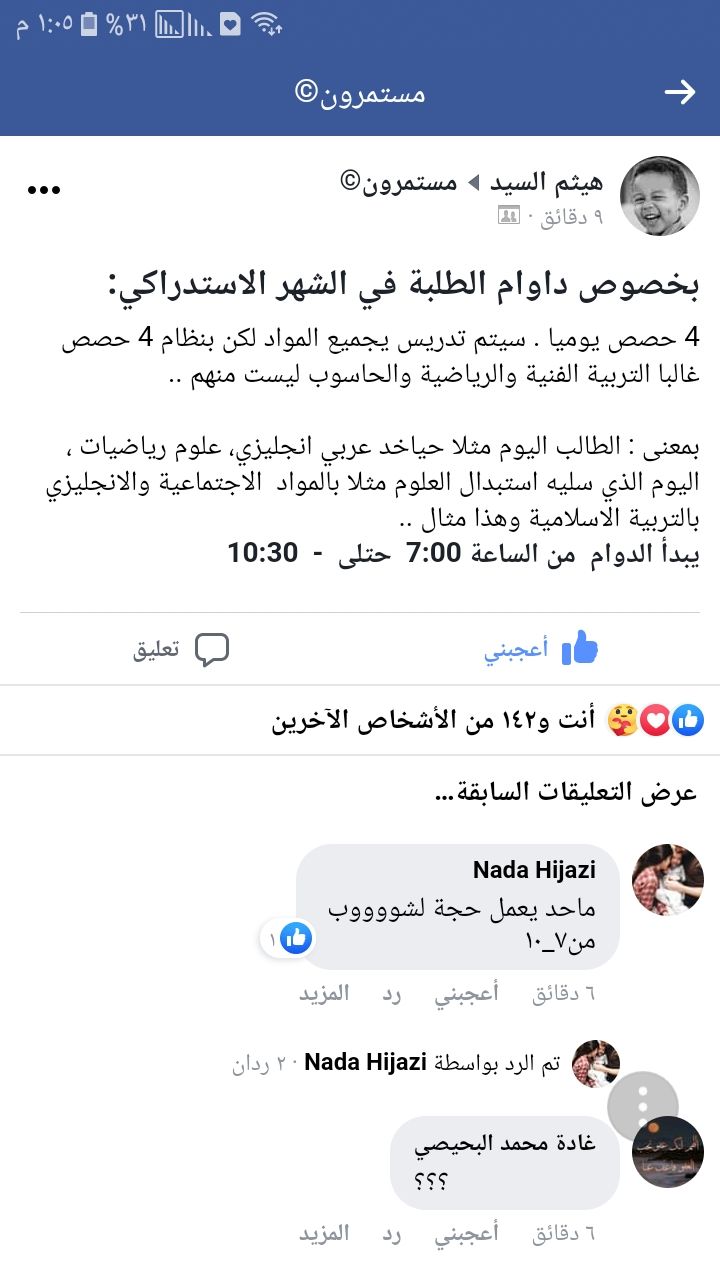 ١:٠٥ م ٣١%
مستمرون©
هيثم السيد ◂ مستمرون©
٩ دقائق ·
بخصوص داوام الطلبة في الشهر الاستدراكي:
4 حصص يوميا . سيتم تدريس يجميع المواد لكن بنظام 4 حصص
غالبا التربية الفنية والرياضية والحاسوب ليست منهم ..
بمعنى : الطالب اليوم مثلا حياخد عربي انجليزي، علوم رياضيات ،
اليوم الذي سليه استبدال العلوم مثلا بالمواد الاجتماعية والانجليزي
بالتربية الاسلامية وهذا مثال ..
يبدأ الدوام من الساعة 7:00 حتلى - 10:30
أعجبني تعليق
أنت و١٤٢ من الأشخاص الآخرين
عرض التعليقات السابقة...
Nada Hijazi
ماحد يعمل حجة لشووووب
من٧_١٠
١
٦ دقائق أعجبني رد المزيد
تم الرد بواسطة Nada Hijazi · ٢ ردان
غادة محمد البحيصي
؟؟؟
٦ دقائق أعجبني رد المزيد